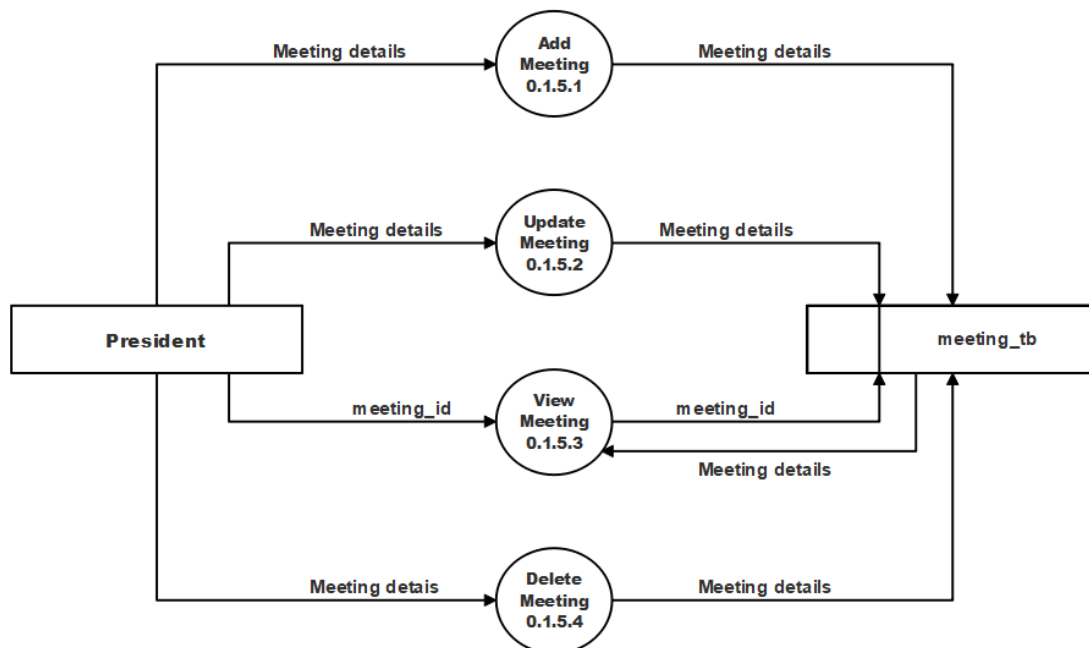 Add
Meeting
0.1.5.1
Meeting details
Meeting details
Update
Meeting
0.1.5.2
Meeting details
Meeting details
President
meeting_tb
View
Meeting
0.1.5.3
meeting_id
meeting_id
Meeting details
Delete
Meeting
0.1.5.4
Meeting detais
Meeting details